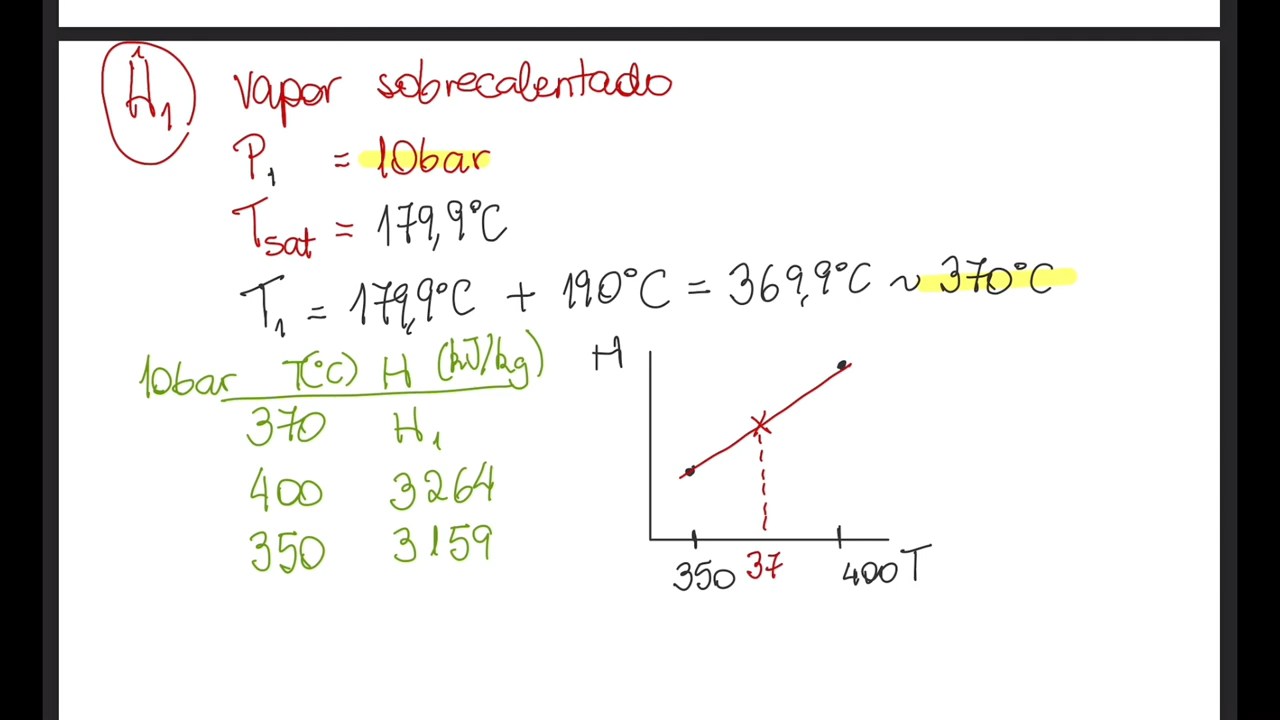 Ĥ₁ vapor sobrecalentado
P₁ = 10bar
Tsat = 179,9°C
T₁ = 179,9°C + 190°C = 369,9°C ~ 370°C
10bar T(°C) H (kJ/kg)
370 H₁
400 3264
350 3159
H
350 37 400 T